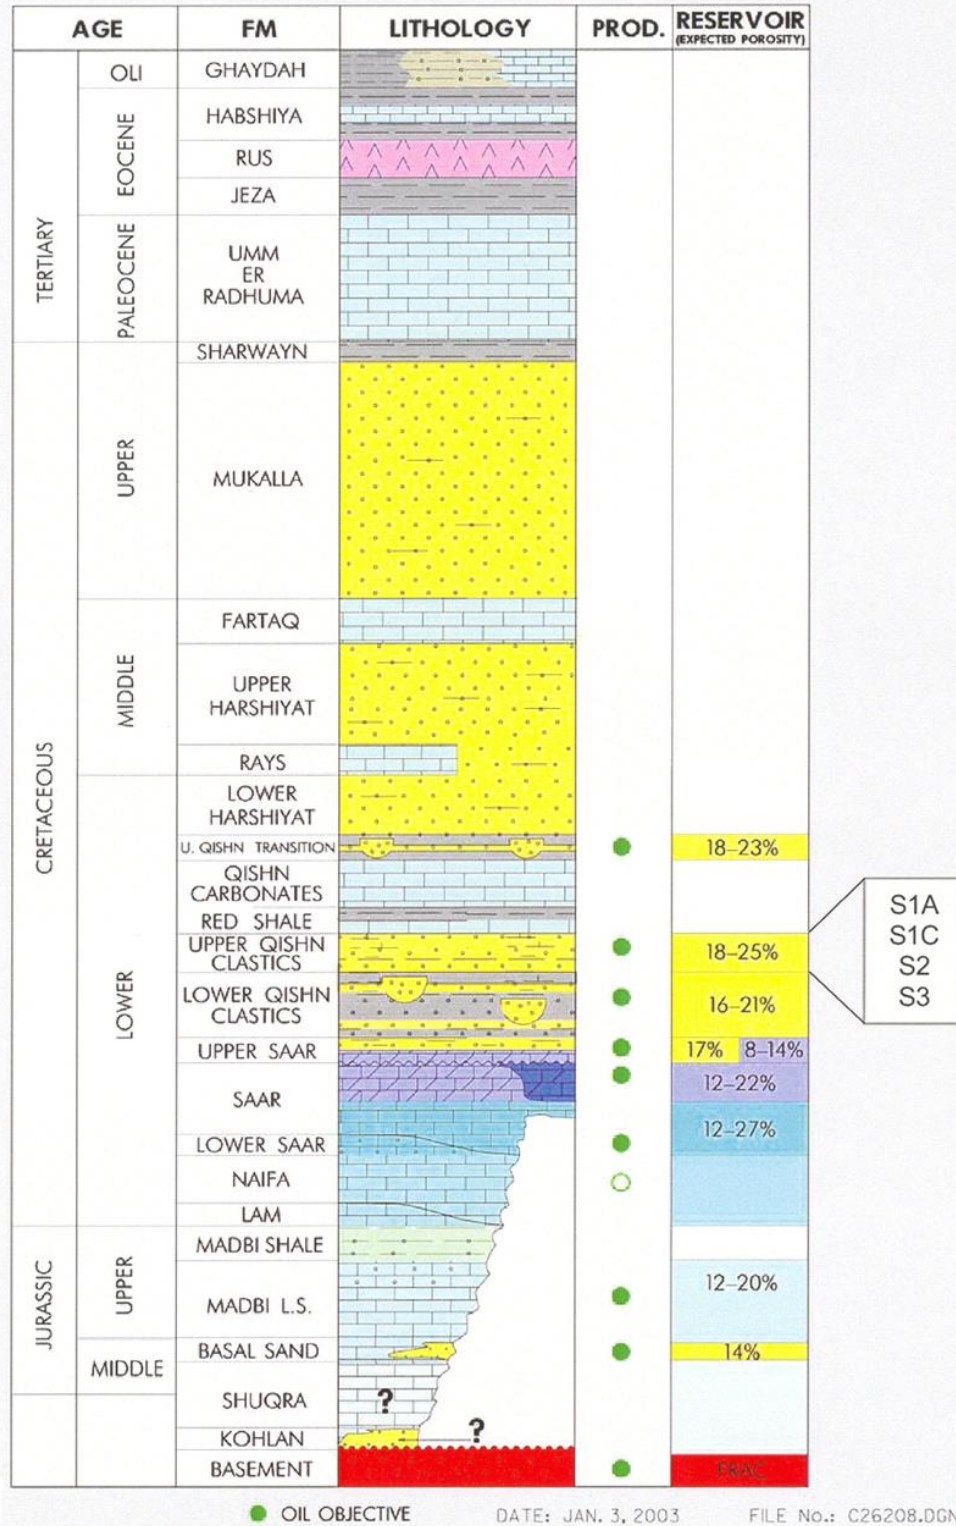 AGE FM LITHOLOGY PROD. RESERVOIR
(EXPECTED POROSITY)
TERTIARY
OLI
GHAYDAH
EOCENE
HABSHIYA
RUS
JEZA
PALEOCENE
UMM
ER
RADHUMA
CRETACEOUS
UPPER
SHARWAYN
MUKALLA
MIDDLE
FARTAQ
UPPER
HARSHIYAT
RAYS
LOWER
LOWER
HARSHIYAT
U. QISHN TRANSITION 18–23%
QISHN
CARBONATES
RED SHALE
UPPER QISHN
CLASTICS
18–25%
S1A
S1C
S2
S3
LOWER QISHN
CLASTICS
16–21%
UPPER SAAR 17% 8–14%
SAAR 12–22%
12–27%
LOWER SAAR
NAIFA
LAM
JURASSIC
UPPER
MADBI SHALE
MADBI L.S. 12–20%
MIDDLE
BASAL SAND 14%
SHUQRA ?
KOHLAN ?
BASEMENT FRAC
OIL OBJECTIVE DATE: JAN. 3, 2003 FILE No.: C26208.DGN